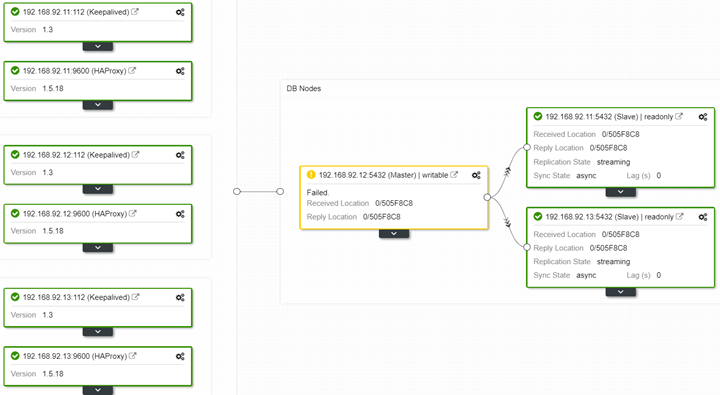 192.168.92.11:112 (Keepalived)
Version 1.3
192.168.92.11:9600 (HAProxy)
Version 1.5.18
192.168.92.12:112 (Keepalived)
Version 1.3
192.168.92.12:9600 (HAProxy)
Version 1.5.18
192.168.92.13:112 (Keepalived)
Version 1.3
192.168.92.13:9600 (HAProxy)
Version 1.5.18
DB Nodes
192.168.92.12:5432 (Master) | writable
Failed.
Received Location 0/505F8C8
Reply Location 0/505F8C8
192.168.92.11:5432 (Slave) | readonly
Received Location 0/505F8C8
Reply Location 0/505F8C8
Replication State streaming
Sync State async Lag (s) 0
192.168.92.13:5432 (Slave) | readonly
Received Location 0/505F8C8
Reply Location 0/505F8C8
Replication State streaming
Sync State async Lag (s) 0